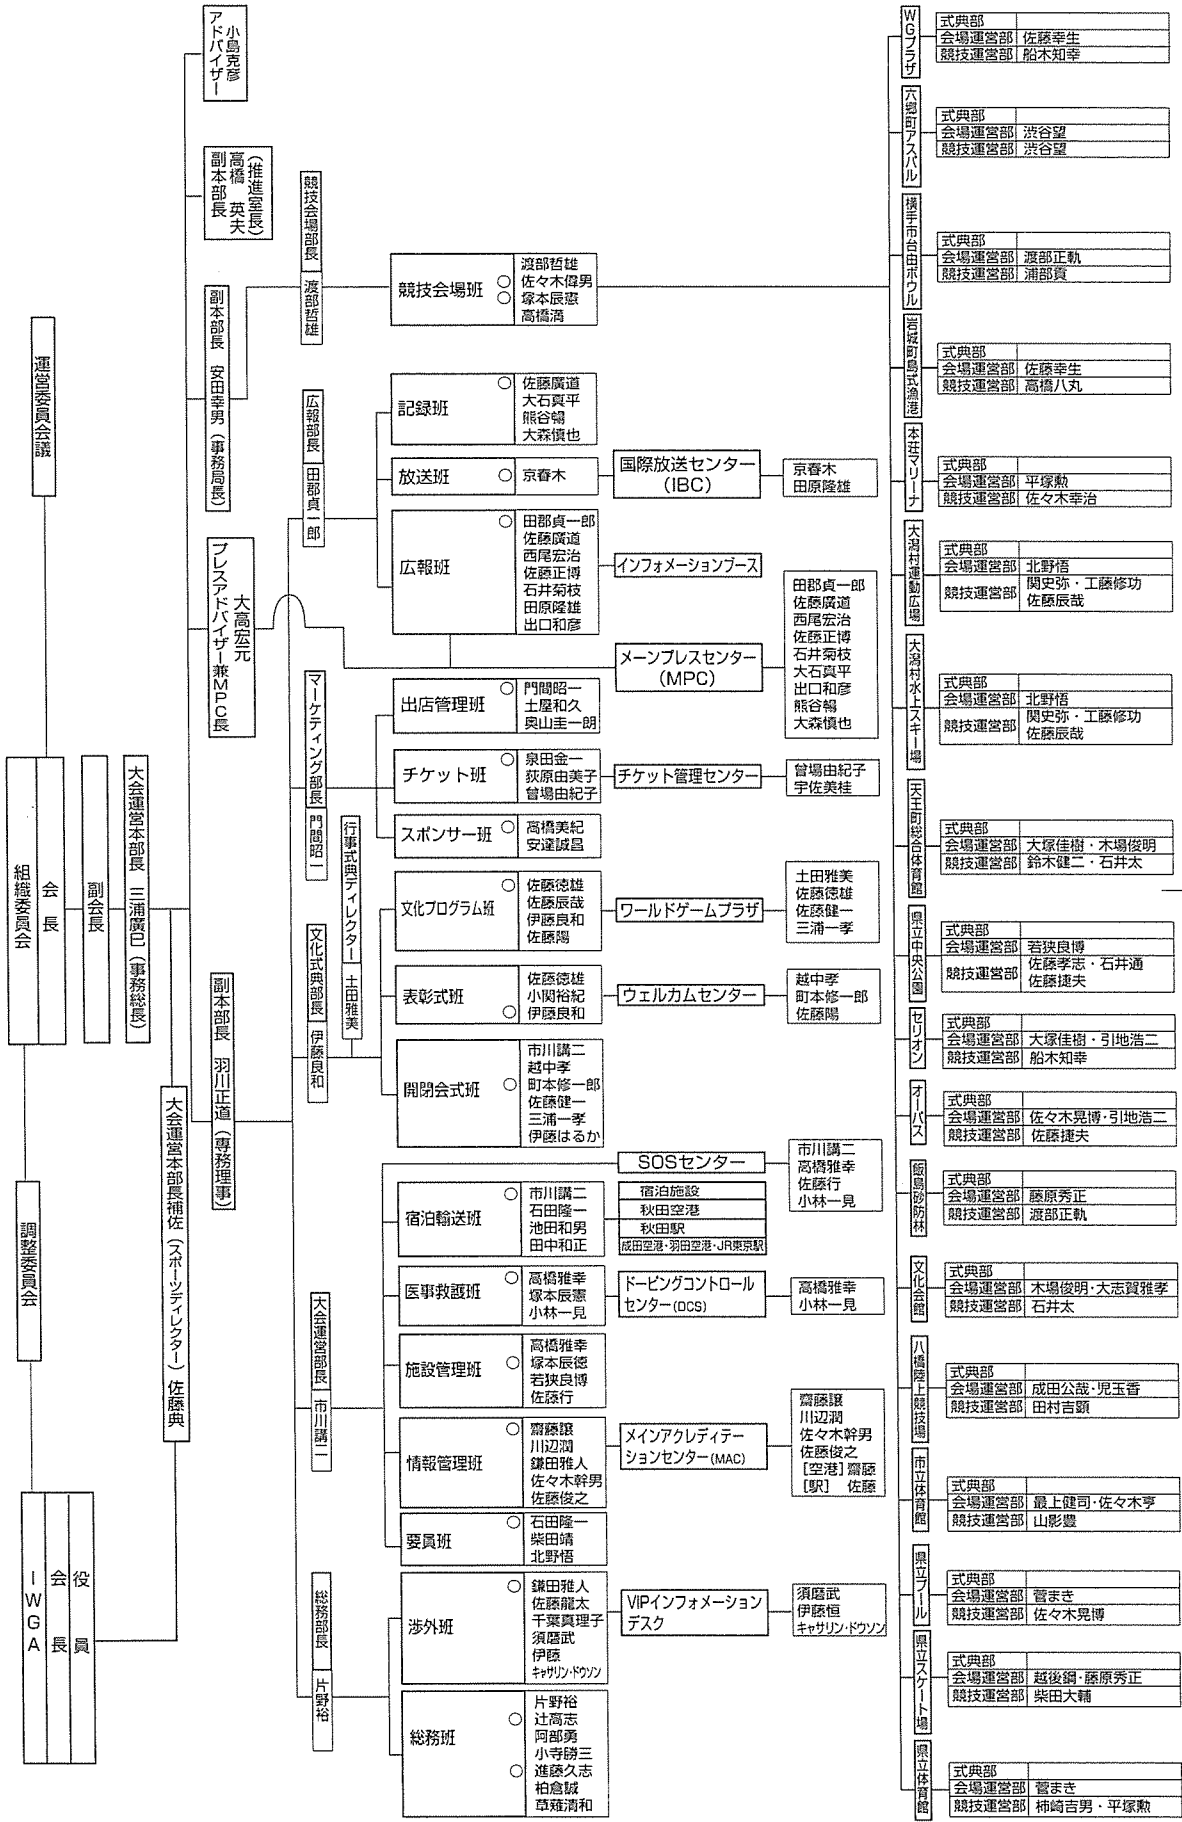 運営委員会議
組織委員会
会長
調整委員会
IWGA
会長
役員
副会長
大会運営本部長 三浦廣巳(事務総長)
大会運営本部長補佐(スポーツディレクター)佐藤典
小島克彦
アドバイザー
(推進室長)
高橋 英夫
副本部長
副本部長 安田幸男(事務局長)
大高宏元
プレスアドバイザー兼MPC長
副本部長 羽川正道(専務理事)
競技会場部長
渡部哲雄
競技会場班
渡部哲雄
○ 佐々木偉男
○ 塚本辰憲
高橋満
広報部長
田郡貞一郎
記録班
○ 佐藤廣道
大石真平
熊谷暢
大森慎也
放送班
○ 京春木
国際放送センター
(IBC)
京春木
田原隆雄
広報班
○ 田郡貞一郎
佐藤廣道
西尾宏治
佐藤正博
石井菊枝
田原隆雄
出口和彦
インフォメーションブース
メーンプレスセンター
(MPC)
田郡貞一郎
佐藤廣道
西尾宏治
佐藤正博
石井菊枝
大石真平
出口和彦
熊谷暢
大森慎也
マーケティング部長
門間昭一
出店管理班
○ 門間昭一
土屋和久
奥山圭一朗
チケット班
○ 泉田金一
荻原由美子
曽場由紀子
チケット管理センター
曽場由紀子
宇佐美桂
スポンサー班
○ 高橋美紀
安達誠昌
文化式典部長
伊藤良和
行事式典ディレクター
土田雅美
文化プログラム班
○ 佐藤徳雄
佐藤辰哉
伊藤良和
佐藤陽
ワールドゲームプラザ
土田雅美
佐藤徳雄
佐藤健一
三浦一孝
表彰式班
佐藤徳雄
小関裕紀
○ 伊藤良和
ウェルカムセンター
越中孝
町本修一郎
佐藤陽
開閉会式班
市川講二
越中孝
○ 町本修一郎
佐藤健一
三浦一孝
伊藤はるか
大会運営部長
市川講二
SOSセンター
市川講二
高橋雅幸
佐藤行
小林一見
宿泊輸送班
○ 市川講二
石田隆一
池田和男
田中和正
宿泊施設
秋田空港
秋田駅
成田空港・羽田空港・JR東京駅
医事救護班
○ 高橋雅幸
塚本辰憲
小林一見
ドーピングコントロール
センター(DCS)
高橋雅幸
小林一見
施設管理班
高橋雅幸
○ 塚本辰徳
若狭良博
佐藤行
情報管理班
○ 齋藤譲
川辺潤
鎌田雅人
佐々木幹男
佐藤俊之
メインアクレディテー
ションセンター(MAC)
齋藤譲
川辺潤
佐々木幹男
佐藤俊之
[空港]齋藤
[駅] 佐藤
要員班
○ 石田隆一
柴田靖
北野悟
総務部長
片野裕
渉外班
○ 鎌田雅人
佐藤龍太
千葉真理子
須磨武
伊藤
キャサリン・ドウソン
VIPインフォメーション
デスク
須磨武
伊藤恒
キャサリン・ドウソン
総務班
片野裕
○ 辻高志
阿部勇
小寺勝三
○ 進藤久志
柏倉誠
草薙清和
WGプラザ
式典部
会場運営部 佐藤幸生
競技運営部 船木知幸
六郷町アスパル
式典部
会場運営部 渋谷望
競技運営部 渋谷望
横手市台由ボウル
式典部
会場運営部 渡部正軌
競技運営部 浦部貢
岩城町島式漁港
式典部
会場運営部 佐藤幸生
競技運営部 高橋八丸
本荘マリーナ
式典部
会場運営部 平塚勲
競技運営部 佐々木幸治
大潟村運動広場
式典部
会場運営部 北野悟
競技運営部 関史弥・工藤修功
佐藤辰哉
大潟村水上スキー場
式典部
会場運営部 北野悟
競技運営部 関史弥・工藤修功
佐藤辰哉
天王町総合体育館
式典部
会場運営部 大塚佳樹・木場俊明
競技運営部 鈴木健二・石井太
県立中央公園
式典部
会場運営部 若狭良博
競技運営部 佐藤孝志・石井通
佐藤捷夫
セリオン
式典部
会場運営部 大塚佳樹・引地浩二
競技運営部 船木知幸
オーパス
式典部
会場運営部 佐々木晃博・引地浩二
競技運営部 佐藤捷夫
飯島砂防林
式典部
会場運営部 藤原秀正
競技運営部 渡部正軌
文化会館
式典部
会場運営部 木場俊明・大志賀雅孝
競技運営部 石井太
八橋陸上競技場
式典部
会場運営部 成田公哉・児玉香
競技運営部 田村吉顕
市立体育館
式典部
会場運営部 最上健司・佐々木亨
競技運営部 山影豊
県立プール
式典部
会場運営部 菅まき
競技運営部 佐々木晃博
県立スケート場
式典部
会場運営部 越後鋼・藤原秀正
競技運営部 柴田大輔
県立体育館
式典部
会場運営部 菅まき
競技運営部 柿崎吉男・平塚勲